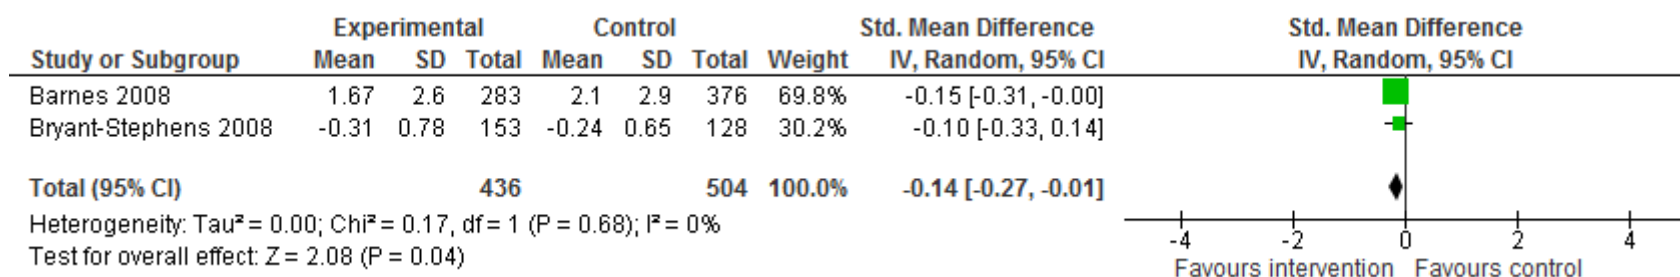 Experimental Control Std. Mean Difference Std. Mean Difference
Study or Subgroup Mean SD Total Mean SD Total Weight IV, Random, 95% CI IV, Random, 95% CI
Barnes 2008 1.67 2.6 283 2.1 2.9 376 69.8% -0.15 [-0.31, -0.00]
Bryant-Stephens 2008 -0.31 0.78 153 -0.24 0.65 128 30.2% -0.10 [-0.33, 0.14]
Total (95% CI) 436 504 100.0% -0.14 [-0.27, -0.01]
Heterogeneity: Tau² = 0.00; Chi² = 0.17, df = 1 (P = 0.68); I² = 0%
Test for overall effect: Z = 2.08 (P = 0.04)
-4 -2 0 2 4
Favours intervention Favours control